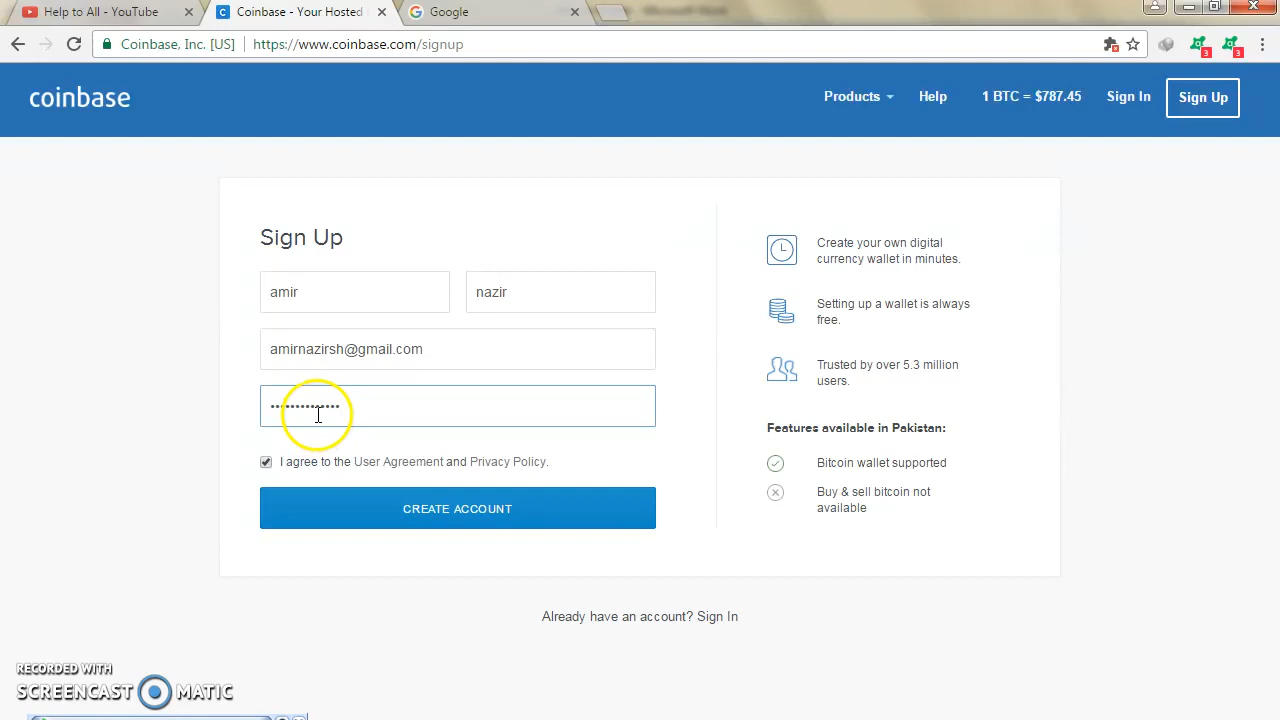 Help to All - YouTube
Coinbase - Your Hosted
Google
Coinbase, Inc. [US]
https://www.coinbase.com/signup
3
3
coinbase
Products
Help
1 BTC = $787.45
Sign In
Sign Up
Sign Up
amir
nazir
amirnazirsh@gmail.com
••••••••••••••
I agree to the User Agreement and Privacy Policy.
CREATE ACCOUNT
Create your own digital
currency wallet in minutes.
Setting up a wallet is always
free.
Trusted by over 5.3 million
users.
Features available in Pakistan:
Bitcoin wallet supported
Buy & sell bitcoin not
available
Already have an account? Sign In
RECORDED WITH
SCREENCAST MATIC